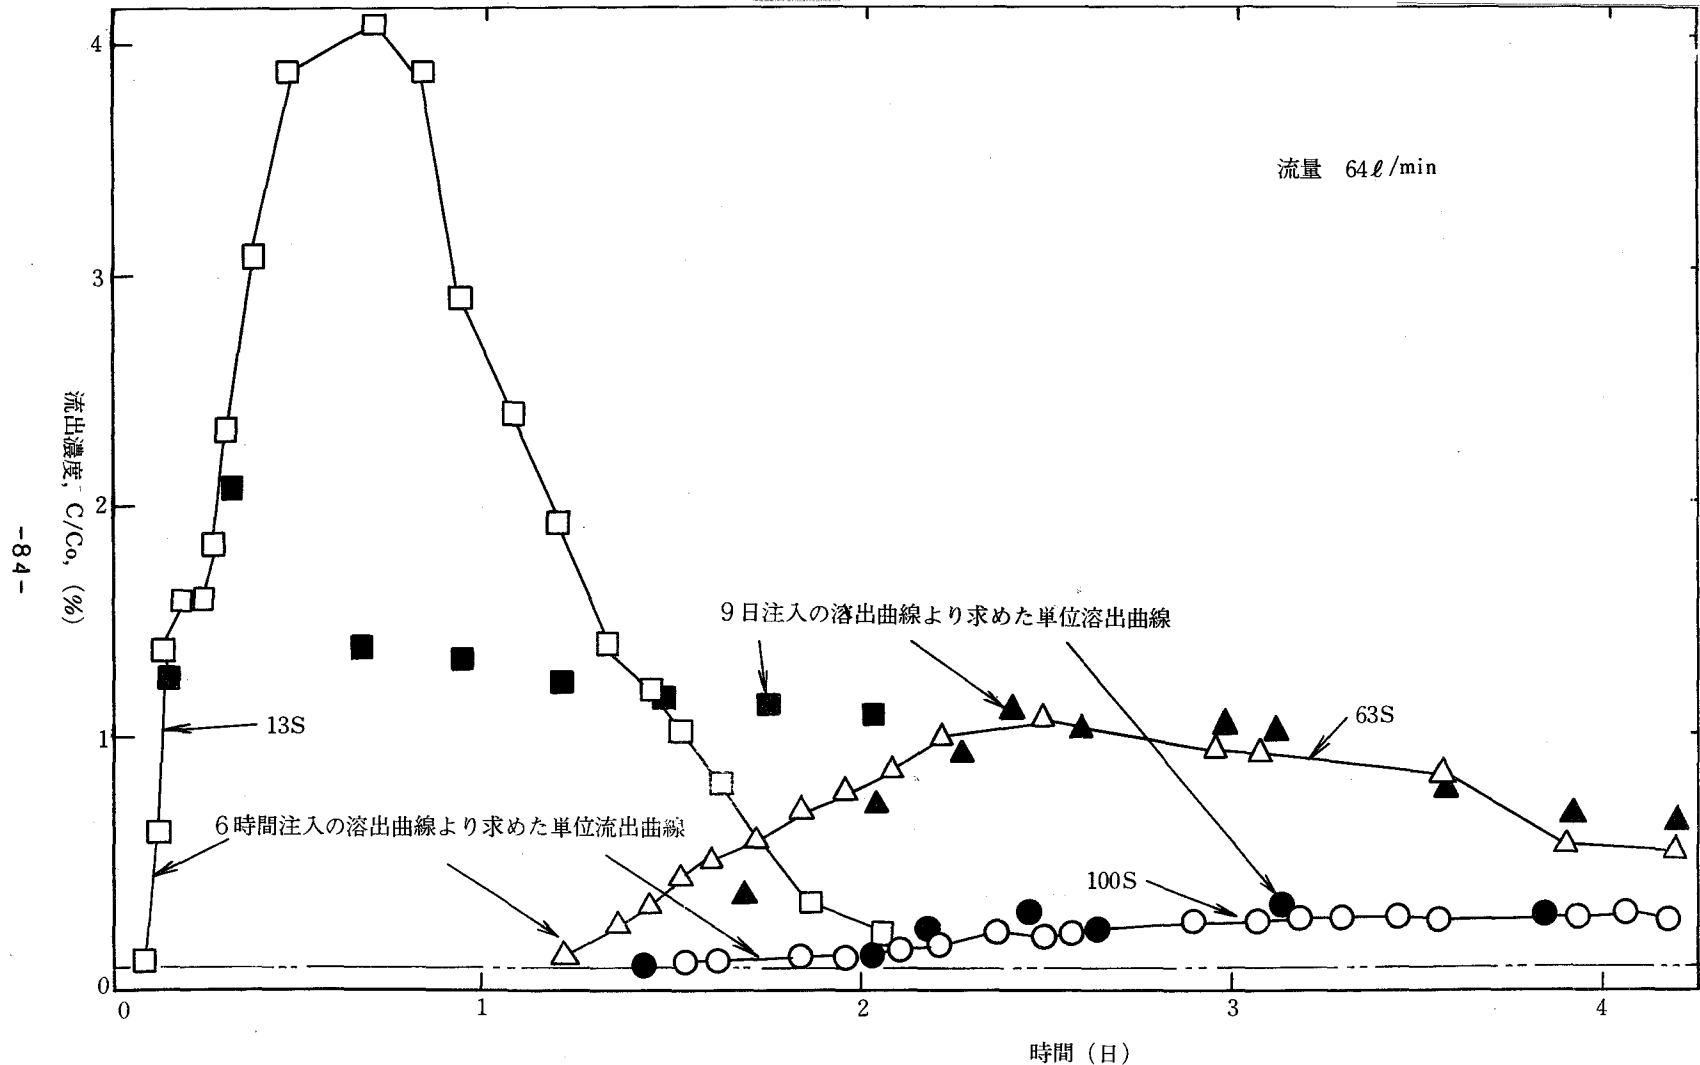 4
3
2
1
0
流出濃度, C/Co, (%)
流量 64ℓ/min
9日注入の溶出曲線より求めた単位溶出曲線
13S
63S
6時間注入の溶出曲線より求めた単位流出曲線
100S
0
1
2
3
4
時間（日）
-84-